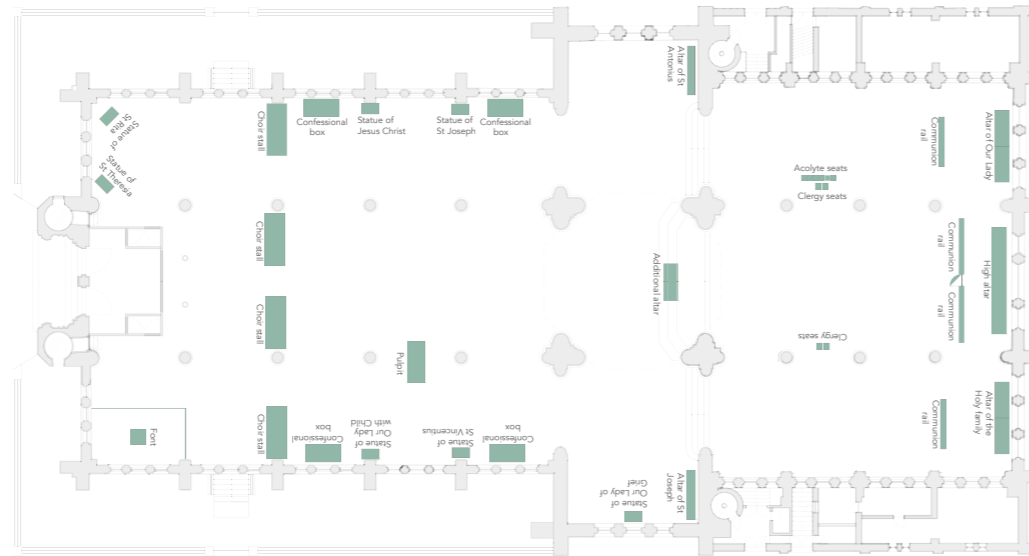 Altar of St
Antonius
Statue of
St Rita
Statue of
St Theresia
Choir stall
Confessional
box
Statue of
Jesus Christ
Statue of
St Joseph
Confessional
box
Communion
rail
Altar of Our Lady
Acolyte seats
Clergy seats
Choir stall
Additional altar
Communion
rail
High altar
Choir stall
Communion
rail
Pulpit
Clergy seats
Choir stall
Font
Confessional
box
Statue of
Our Lady
with Child
Statue of
St Vincentius
Confessional
box
Communion
rail
Altar of the
Holy family
Statue of
Our Lady of
Grief
Altar of St
Joseph